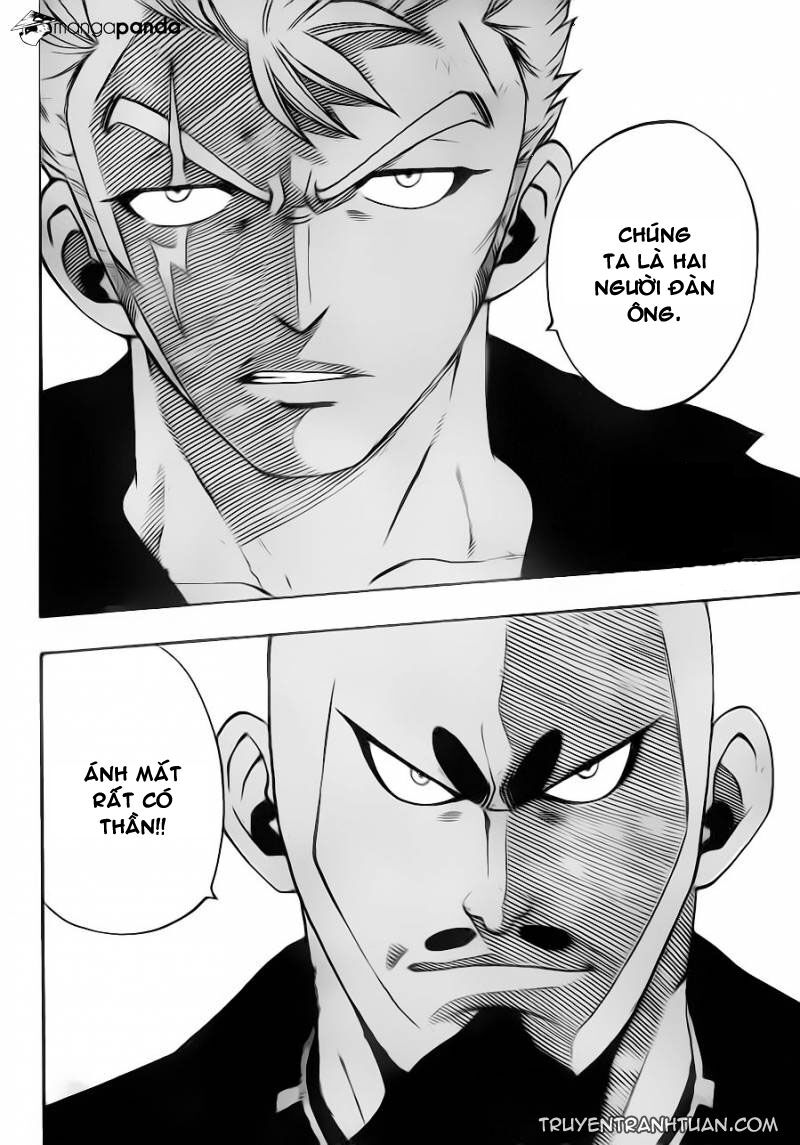 mangapanda
CHÚNG
TA LÀ HAI
NGƯỜI ĐÀN
ÔNG.
ÁNH MẮT
RẤT CÓ
THẦN!!
TRUYENTRANHTUAN.COM